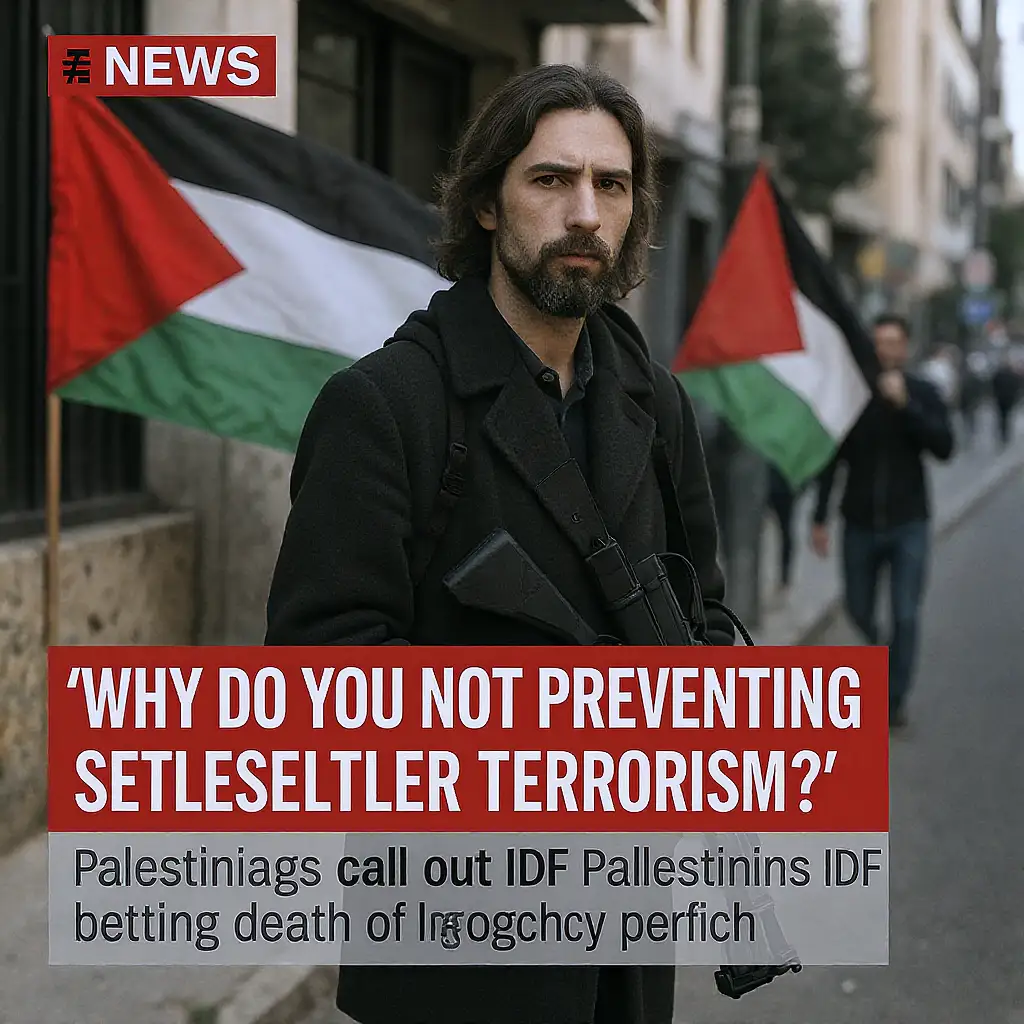 NEWS
‘WHY DO YOU NOT PREVENTING
SETLESELTLER TERRORISM?’
Palestiniags call out IDF Pallestinins IDF
betting death of perfich